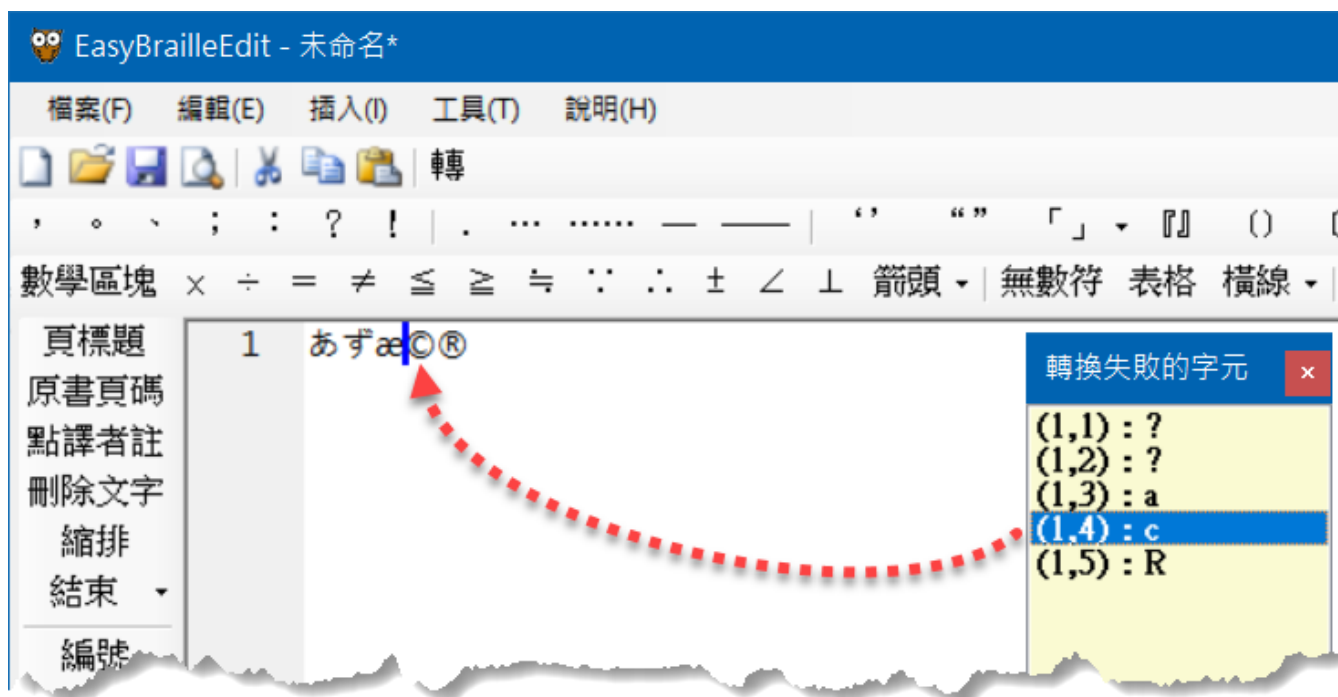 EasyBrailleEdit - 未命名*
檔案(F) 編輯(E) 插入(I) 工具(T) 說明(H)
轉
， 。 、 ； ： ？ ！ . … …… — —— ‘’ “” 「」 『』 ()
數學區塊 × ÷ = ≠ ≦ ≧ ≒ ∵ ∴ ± ∠ ⊥ 箭頭 無數符 表格 橫線
頁標題
原書頁碼
點譯者註
刪除文字
縮排
結束
編號
1 あずæ©®
轉換失敗的字元 ×
(1,1) : ?
(1,2) : ?
(1,3) : a
(1,4) : c
(1,5) : R